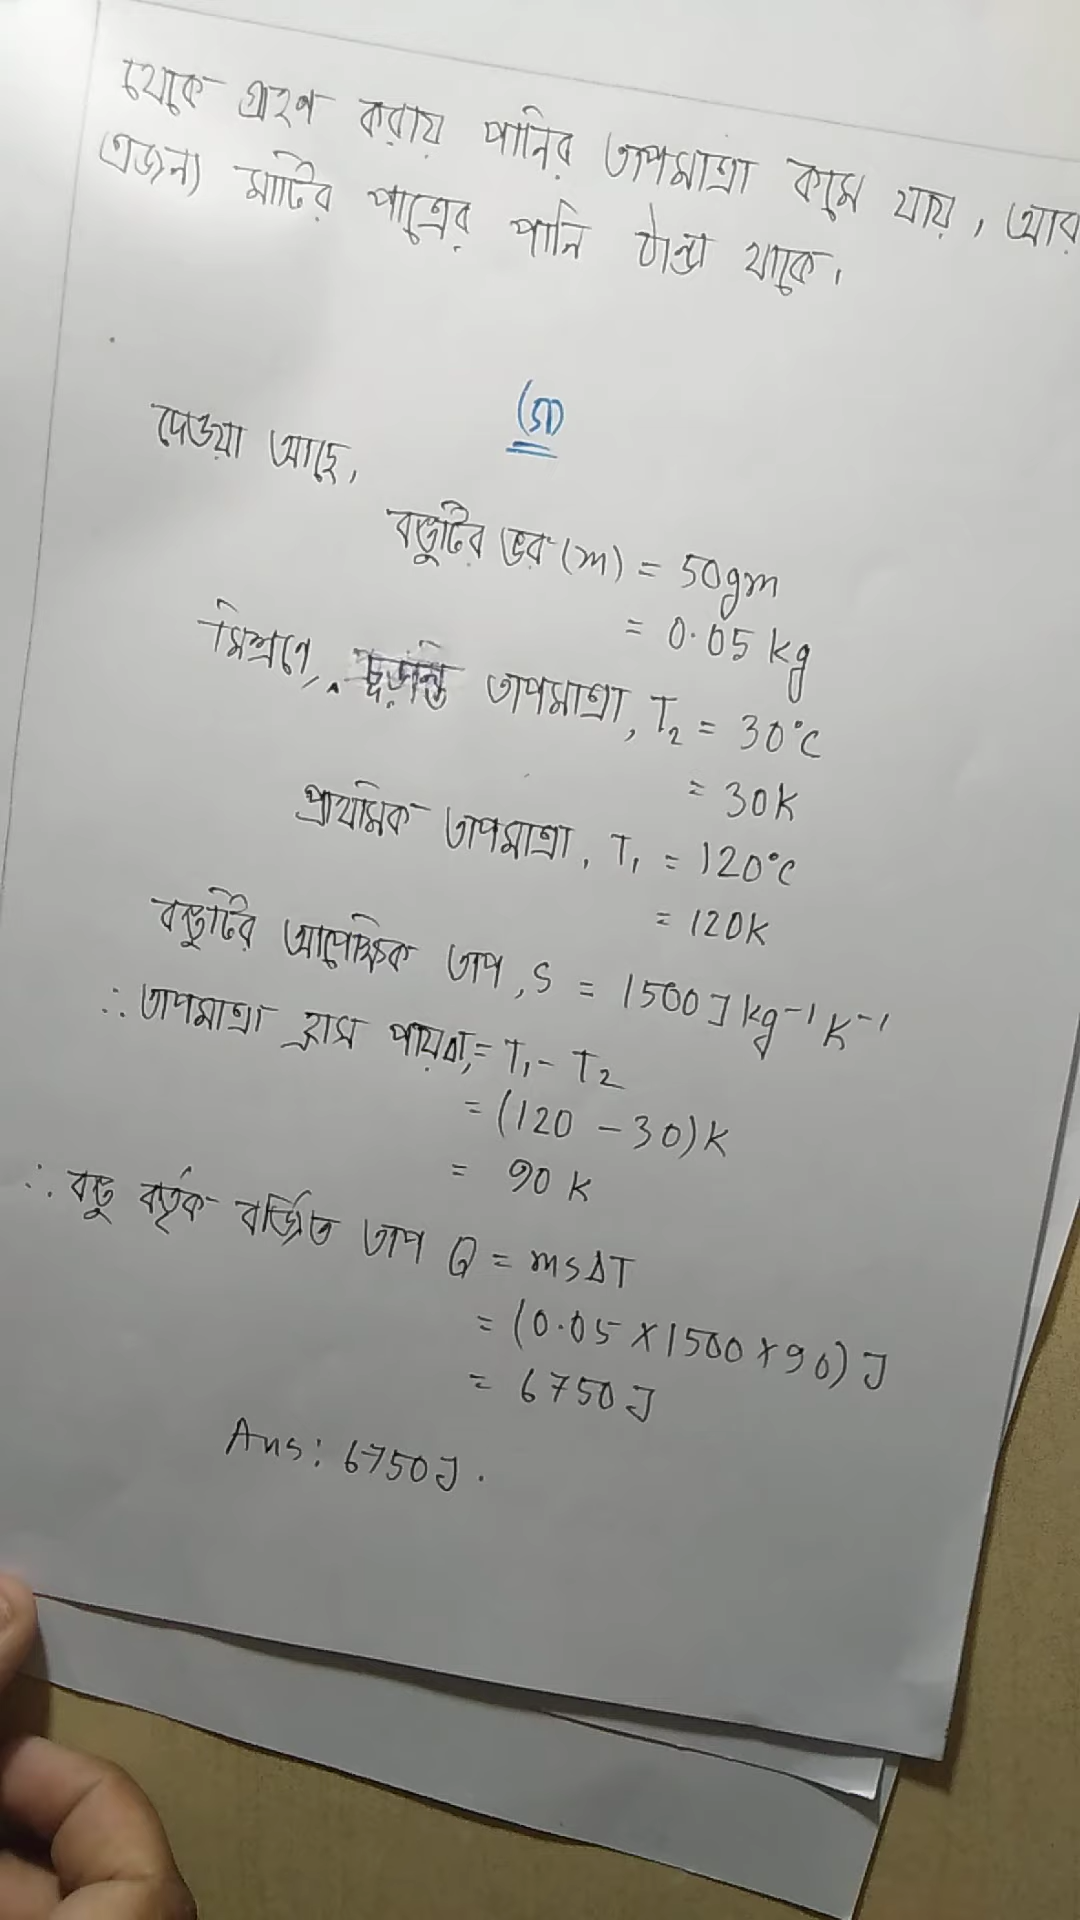 থেকে গ্রহণ করায় পানির তাপমাত্রা কমে যায়, আর
এজন্য মাটির পাত্রের পানি ঠান্ডা থাকে।
(গ)
দেওয়া আছে,
বস্তুটির ভর (m) = 50gm
= 0.05 kg
মিশ্রণে, চূড়ান্ত তাপমাত্রা, T₂ = 30°C
= 30K
প্রাথমিক তাপমাত্রা, T₁ = 120°C
= 120K
বস্তুটির আপেক্ষিক তাপ, S = 1500 J kg⁻¹ K⁻¹
∴ তাপমাত্রা হ্রাস পায় = T₁ - T₂
= (120 - 30) K
= 90 K
∴ বস্তু কর্তৃক বর্জিত তাপ Q = msΔT
= (0.05 × 1500 × 90) J
= 6750 J
Ans: 6750J.